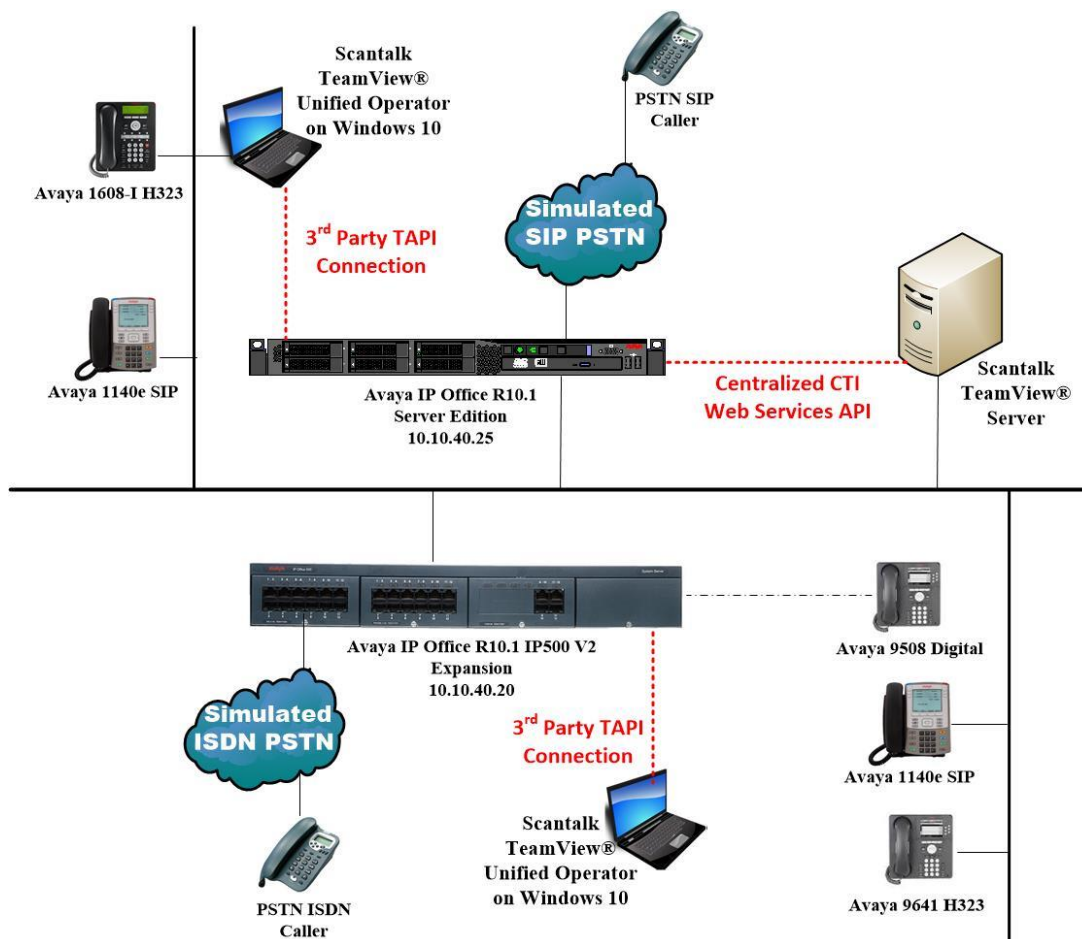 Scantalk
TeamView®
Unified Operator
on Windows 10
PSTN SIP
Caller
Avaya 1608-I H323
Simulated
SIP PSTN
3rd Party TAPI
Connection
Avaya 1140e SIP
Avaya IP Office R10.1
Server Edition
10.10.40.25
Centralized CTI
Web Services API
Scantalk
TeamView®
Server
Avaya IP Office R10.1 IP500 V2
Expansion
10.10.40.20
Avaya 9508 Digital
Simulated
ISDN PSTN
3rd Party TAPI
Connection
Avaya 1140e SIP
Scantalk
TeamView®
Unified Operator
on Windows 10
PSTN ISDN
Caller
Avaya 9641 H323